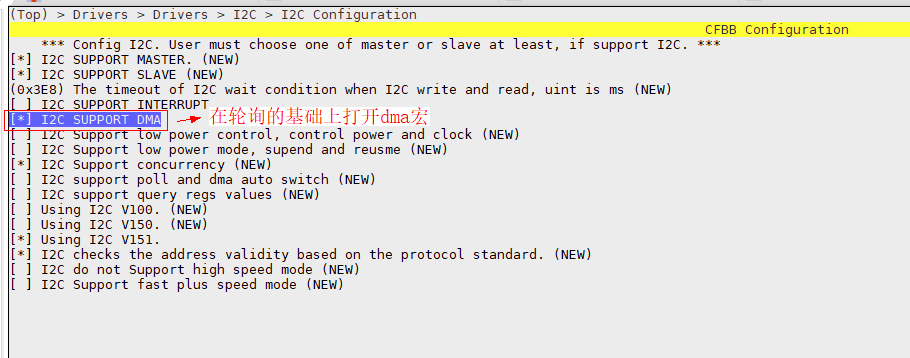 (Top) > Drivers > Drivers > I2C > I2C Configuration
CFBB Configuration
*** Config I2C. User must choose one of master or slave at least, if support I2C. ***
[*] I2C SUPPORT MASTER. (NEW)
[*] I2C SUPPORT SLAVE (NEW)
(0x3E8) The timeout of I2C wait condition when I2C write and read, uint is ms (NEW)
[ ] I2C SUPPORT INTERRUPT
[*] I2C SUPPORT DMA 在轮询的基础上打开dma宏
[ ] I2C Support low power control, control power and clock (NEW)
[ ] I2C Support low power mode, supend and reusme (NEW)
[*] I2C Support concurrency (NEW)
[ ] I2C support poll and dma auto switch (NEW)
[ ] I2C support query regs values (NEW)
[ ] Using I2C V100. (NEW)
[ ] Using I2C V150. (NEW)
[*] Using I2C V151.
[*] I2C checks the address validity based on the protocol standard. (NEW)
[ ] I2C do not Support high speed mode (NEW)
[ ] I2C Support fast plus speed mode (NEW)